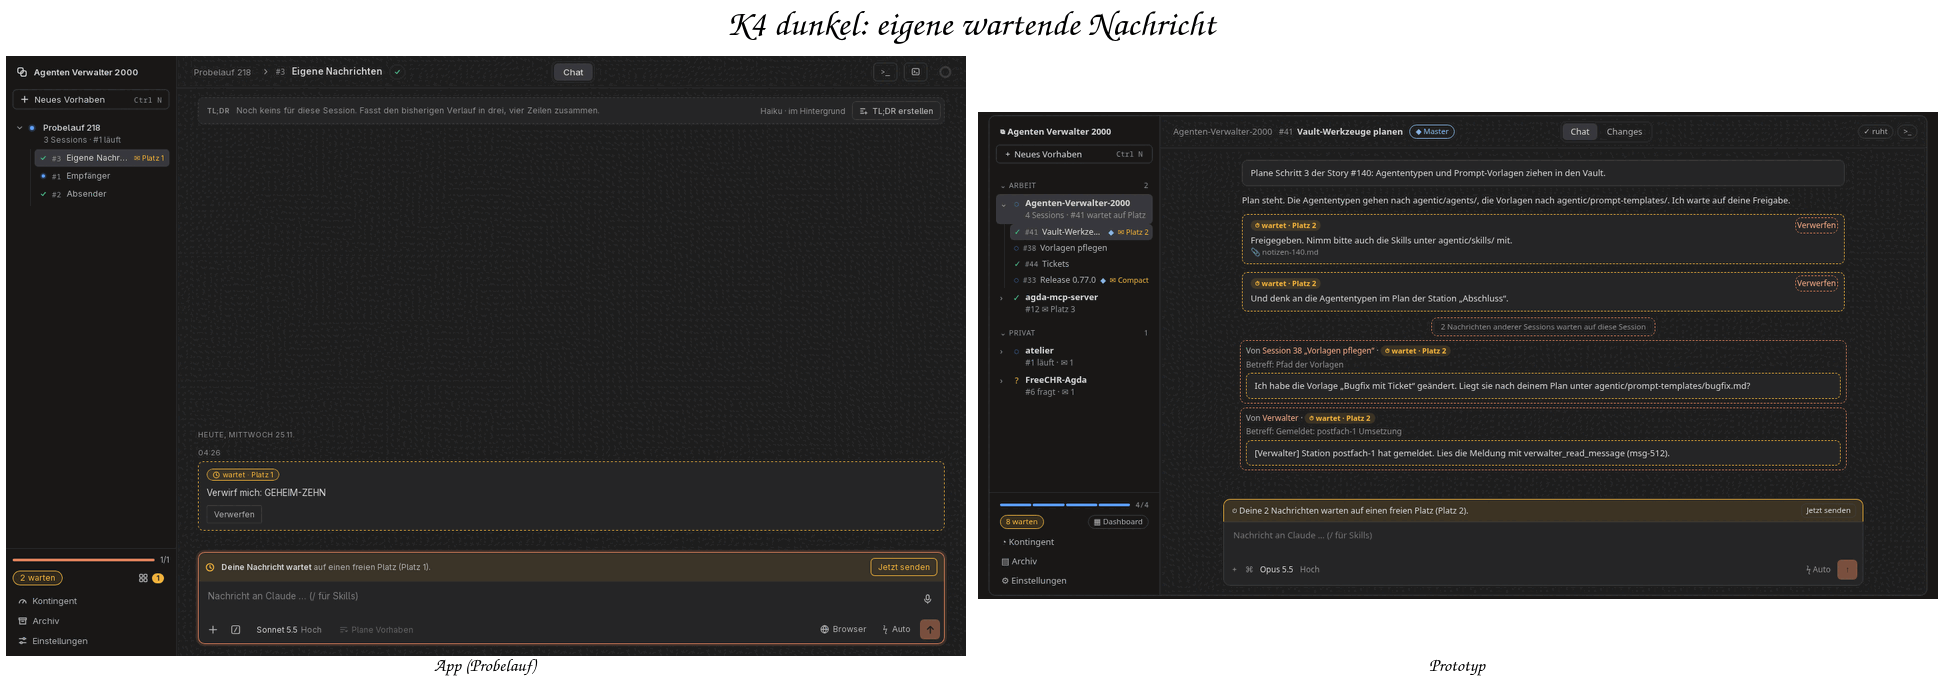 K4 dunkel: eigene wartende Nachricht
Agenten Verwalter 2000
Neues Vorhaben Ctrl N
Probelauf 218
3 Sessions · #1 läuft
#3 Eigene Nachr... Platz 1
#1 Empfänger
#2 Absender
1/1
2 warten 1
Kontingent
Archiv
Einstellungen
Probelauf 218 > #3 Eigene Nachrichten
Chat
TL;DR Noch keins für diese Session. Fasst den bisherigen Verlauf in drei, vier Zeilen zusammen.
Haiku · im Hintergrund TL;DR erstellen
HEUTE, MITTWOCH 25.11.
04:26
wartet · Platz 1
Verwirf mich: GEHEIM-ZEHN
Verwerfen
Deine Nachricht wartet auf einen freien Platz (Platz 1).
Jetzt senden
Nachricht an Claude ... (/ für Skills)
Sonnet 5.5 Hoch Plane Vorhaben
Browser Auto
App (Probelauf)
Agenten Verwalter 2000
+ Neues Vorhaben Ctrl N
ARBEIT 2
Agenten-Verwalter-2000
4 Sessions · #41 wartet auf Platz
#41 Vault-Werkze... Platz 2
#38 Vorlagen pflegen
#44 Tickets
#33 Release 0.77.0 Compact
agda-mcp-server
#12 Platz 3
PRIVAT 1
atelier
#1 läuft · 1
FreeCHR-Agda
#6 fragt · 1
4/4
8 warten Dashboard
Kontingent
Archiv
Einstellungen
Agenten-Verwalter-2000 #41 Vault-Werkzeuge planen Master
Chat Changes
✓ ruht >_
Plane Schritt 3 der Story #140: Agententypen und Prompt-Vorlagen ziehen in den Vault.
Plan steht. Die Agententypen gehen nach agentic/agents/, die Vorlagen nach agentic/prompt-templates/. Ich warte auf deine Freigabe.
wartet · Platz 2 Verwerfen
Freigegeben. Nimm bitte auch die Skills unter agentic/skills/ mit.
notizen-140.md
wartet · Platz 2 Verwerfen
Und denk an die Agententypen im Plan der Station „Abschluss“.
2 Nachrichten anderer Sessions warten auf diese Session
Von Session 38 „Vorlagen pflegen“ · wartet · Platz 2
Betreff: Pfad der Vorlagen
Ich habe die Vorlage „Bugfix mit Ticket“ geändert. Liegt sie nach deinem Plan unter agentic/prompt-templates/bugfix.md?
Von Verwalter · wartet · Platz 2
Betreff: Gemeldet: postfach-1 Umsetzung
[Verwalter] Station postfach-1 hat gemeldet. Lies die Meldung mit verwalter_read_message (msg-512).
Deine 2 Nachrichten warten auf einen freien Platz (Platz 2).
Jetzt senden
Nachricht an Claude ... (/ für Skills)
+ ⌘ Opus 5.5 Hoch
Auto
Prototyp